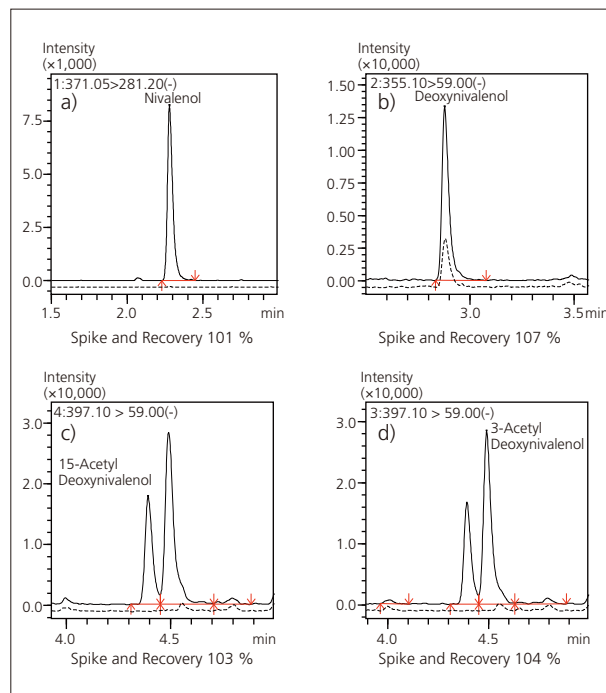 Intensity
(×1,000)
1:371.05>281.20(-)
a)
Nivalenol
7.5
5.0
2.5
0.0
1.5
2.0
2.5
min
Spike and Recovery 101 %
Intensity
(×10,000)
2:355.10>59.00(-)
b)
Deoxynivalenol
1.50
1.25
1.00
0.75
0.50
0.25
0.00
3.0
3.5min
Spike and Recovery 107 %
Intensity
(×10,000)
4:397.10 > 59.00(-)
c)
15-Acetyl
Deoxynivalenol
3.0
2.0
1.0
0.0
4.0
4.5
min
Spike and Recovery 103 %
Intensity
(×10,000)
3:397.10 > 59.00(-)
d)
3-Acetyl
Deoxynivalenol
3.0
2.0
1.0
0.0
4.0
4.5
min
Spike and Recovery 104 %